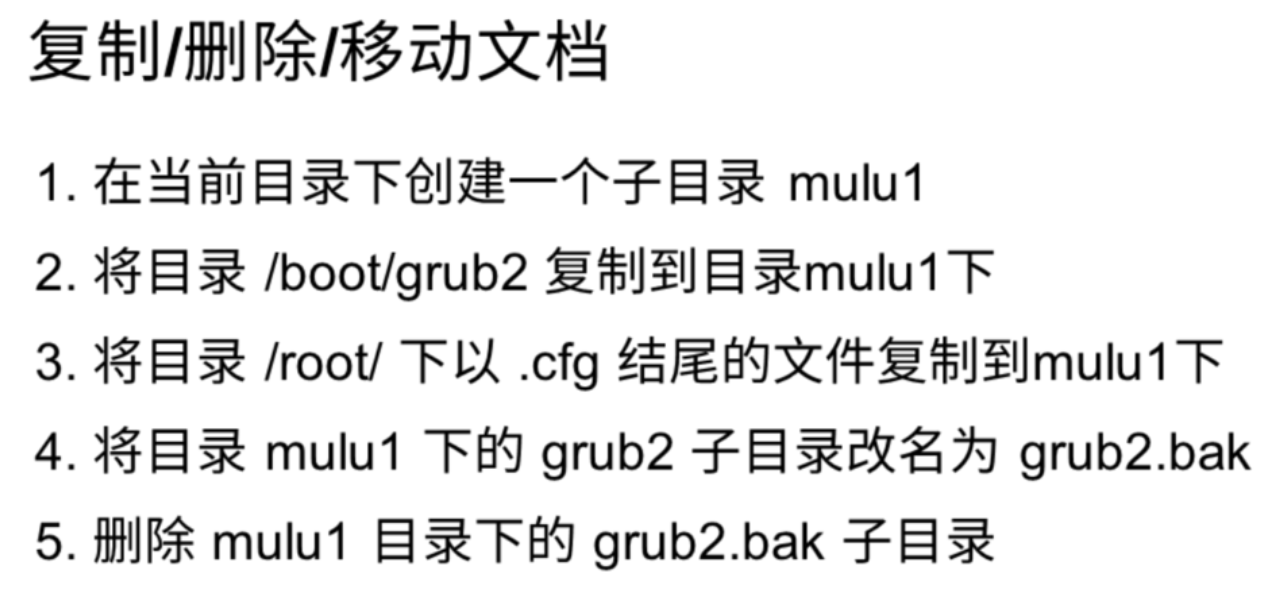 复制/删除/移动文档
1. 在当前目录下创建一个子目录 mulu1
2. 将目录 /boot/grub2 复制到目录mulu1下
3. 将目录 /root/ 下以 .cfg 结尾的文件复制到mulu1下
4. 将目录 mulu1 下的 grub2 子目录改名为 grub2.bak
5. 删除 mulu1 目录下的 grub2.bak 子目录